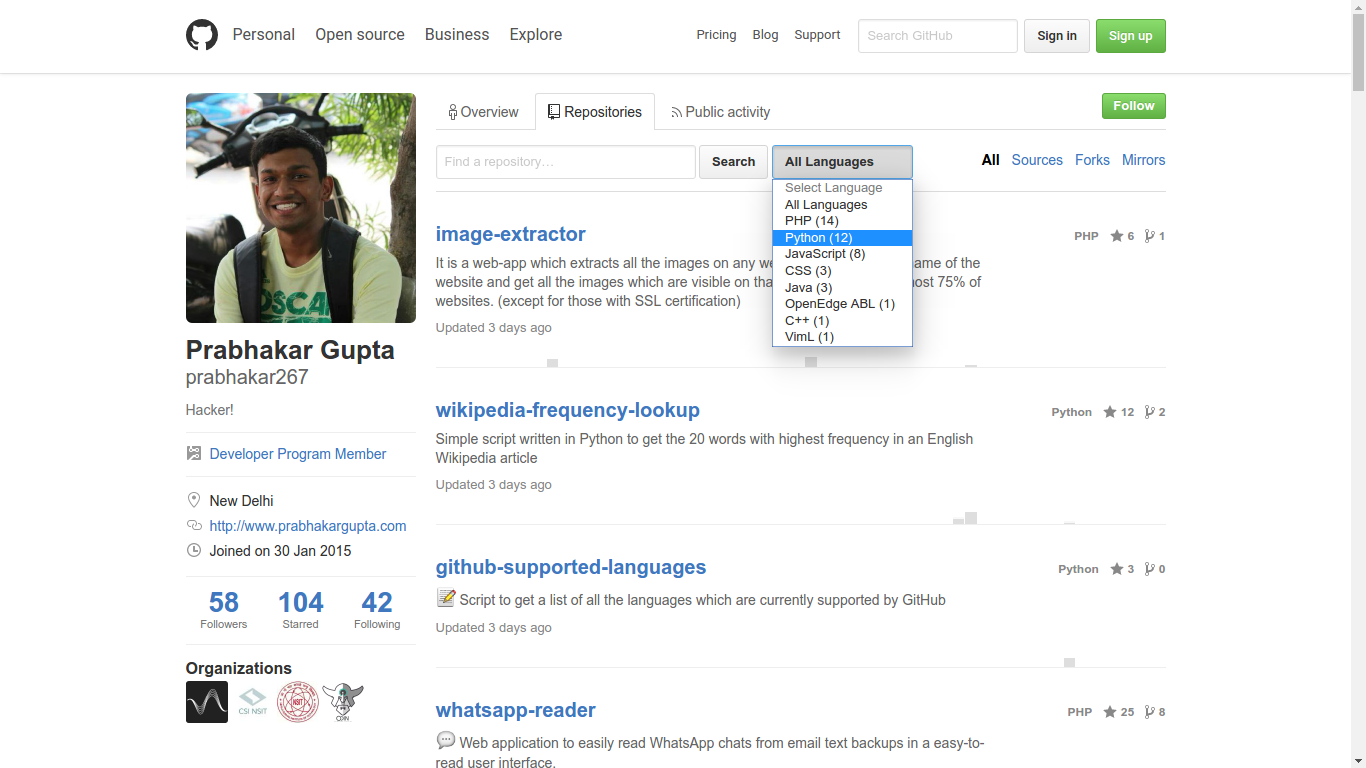 Personal Open source Business Explore Pricing Blog Support Search GitHub Sign in Sign up
Overview Repositories Public activity Follow
Find a repository... Search All Languages All Sources Forks Mirrors
Select Language
All Languages
PHP (14)
Python (12)
JavaScript (8)
CSS (3)
Java (3)
OpenEdge ABL (1)
C++ (1)
VimL (1)
image-extractor PHP 6 1
It is a web-app which extracts all the images on any we ame of the
website and get all the images which are visible on tha ost 75% of
websites. (except for those with SSL certification)
Updated 3 days ago
Prabhakar Gupta
prabhakar267
Hacker!
Developer Program Member
New Delhi
http://www.prabhakargupta.com
Joined on 30 Jan 2015
58 104 42
Followers Starred Following
Organizations
CSI NSIT
NSIT
wikipedia-frequency-lookup Python 12 2
Simple script written in Python to get the 20 words with highest frequency in an English
Wikipedia article
Updated 3 days ago
github-supported-languages Python 3 0
Script to get a list of all the languages which are currently supported by GitHub
Updated 3 days ago
whatsapp-reader PHP 25 8
Web application to easily read WhatsApp chats from email text backups in a easy-to-
read user interface.